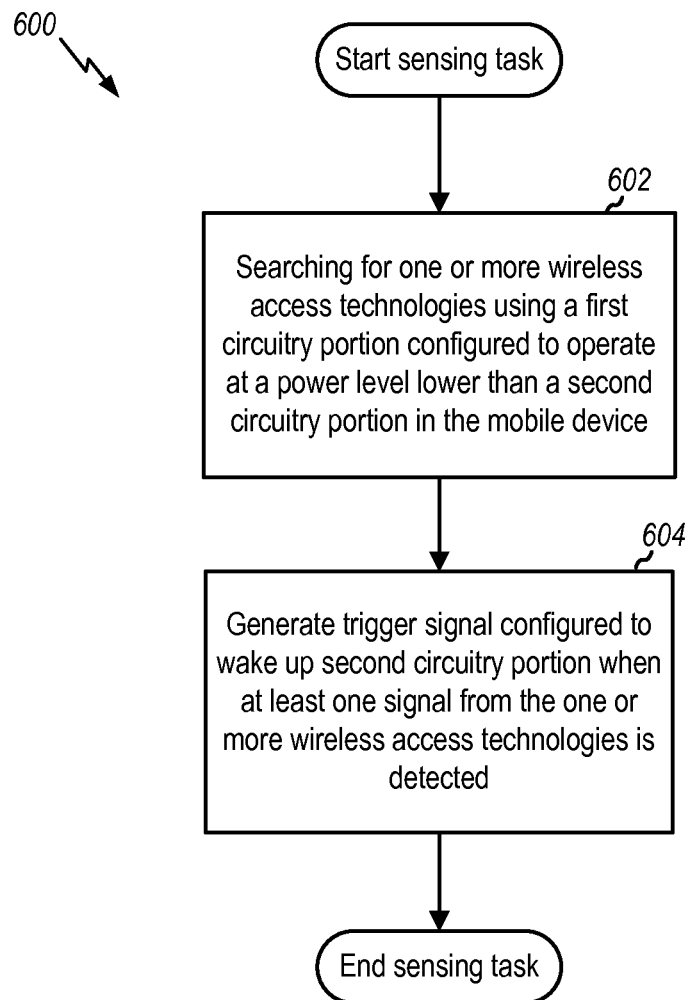 600
Start sensing task
602
Searching for one or more wireless
access technologies using a first
circuitry portion configured to operate
at a power level lower than a second
circuitry portion in the mobile device
604
Generate trigger signal configured to
wake up second circuitry portion when
at least one signal from the one or
more wireless access technologies is
detected
End sensing task